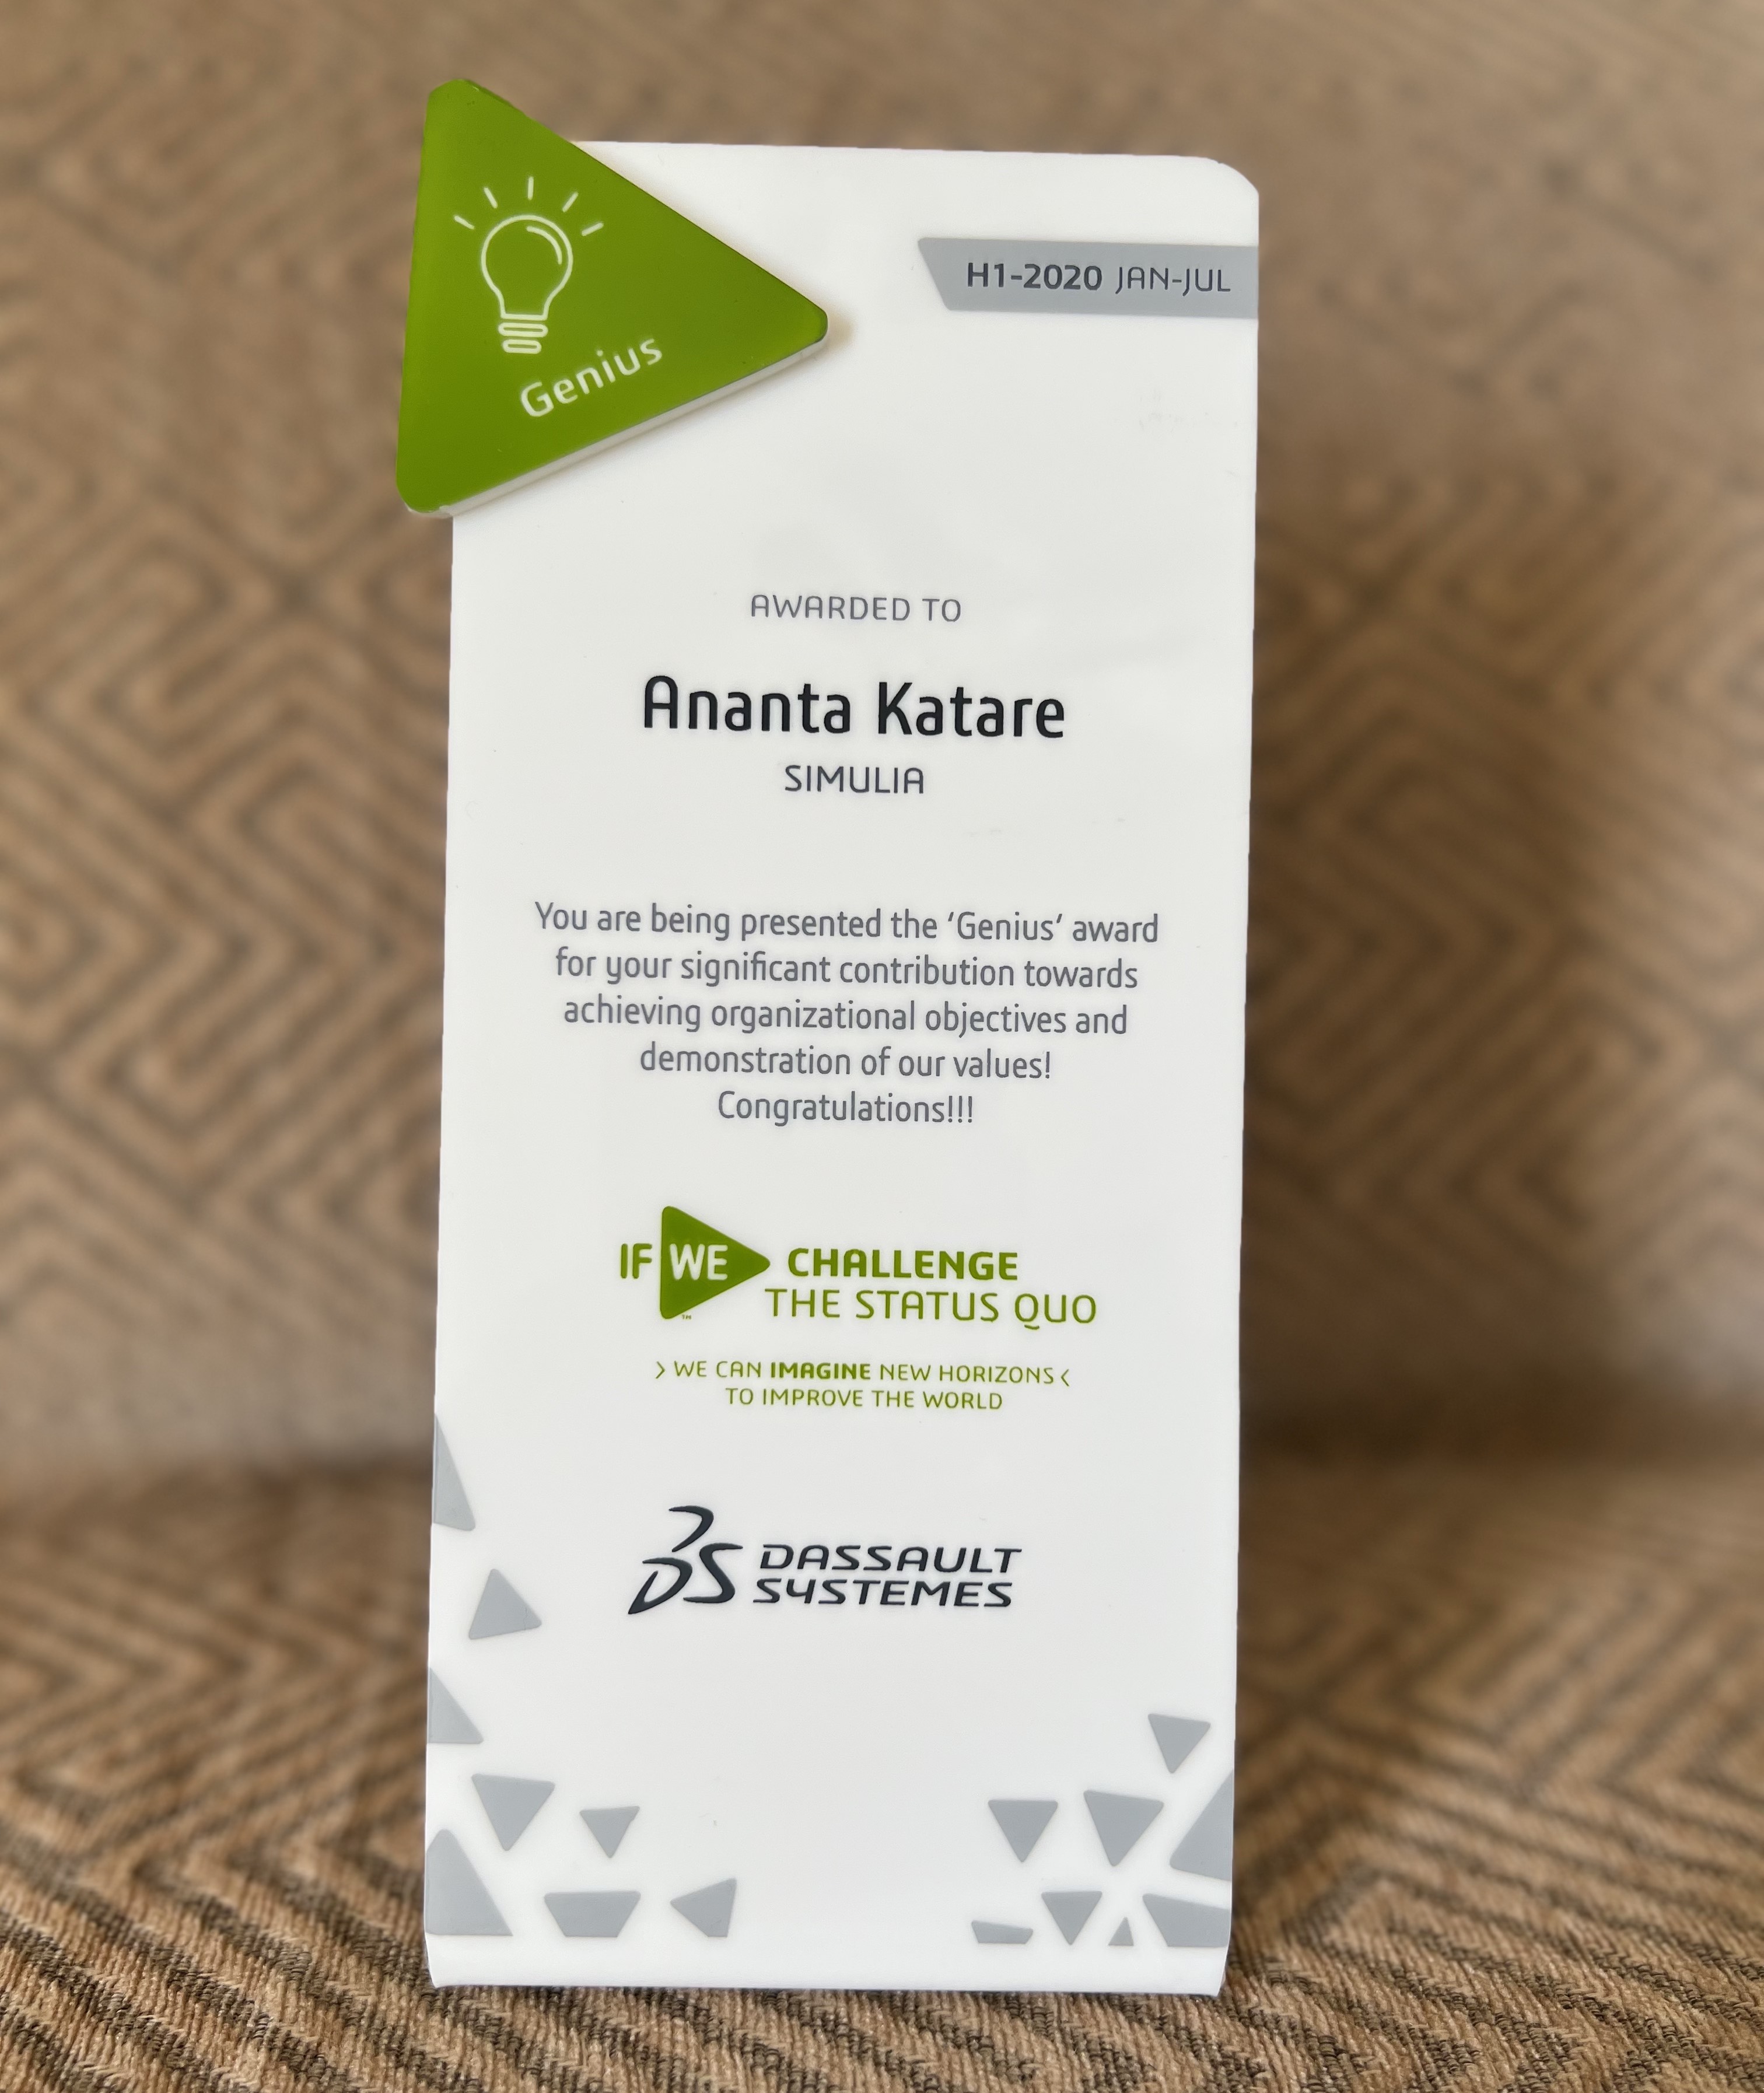 Genius
H1-2020 JAN-JUL
AWARDED TO
Ananta Katare
SIMULIA
You are being presented the ‘Genius’ award
for your significant contribution towards
achieving organizational objectives and
demonstration of our values!
Congratulations!!!
IF WE CHALLENGE
THE STATUS QUO
™
> WE CAN IMAGINE NEW HORIZONS <
TO IMPROVE THE WORLD
3DS DASSAULT
SYSTEMES